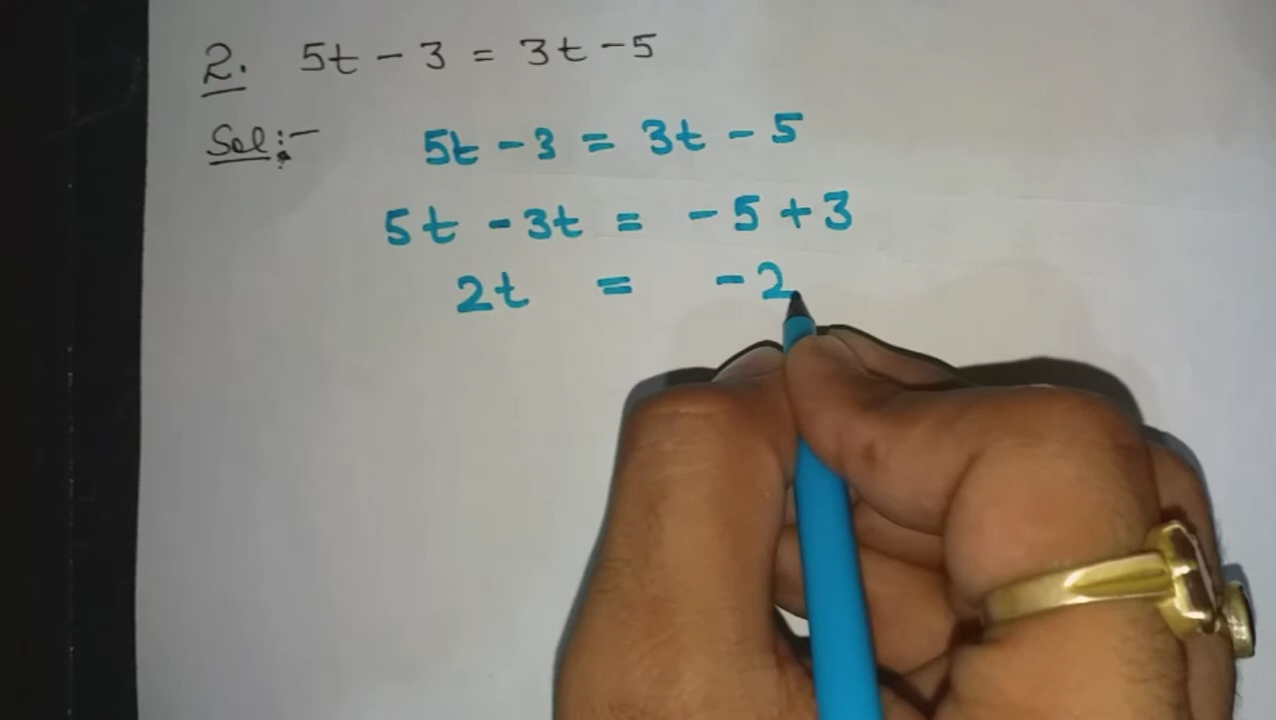 2. 5t - 3 = 3t - 5
Sol:-
5t - 3 = 3t - 5
5t - 3t = - 5 + 3
2t = - 2